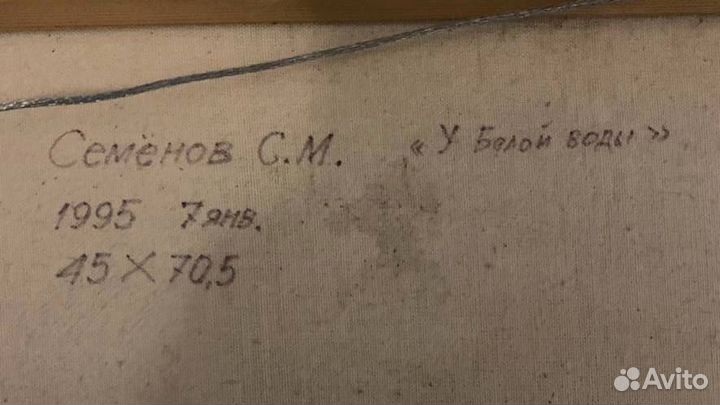 Семёнов С.М. «У Белой воды»
1995 7 янв.
45 X 70,5
Avito